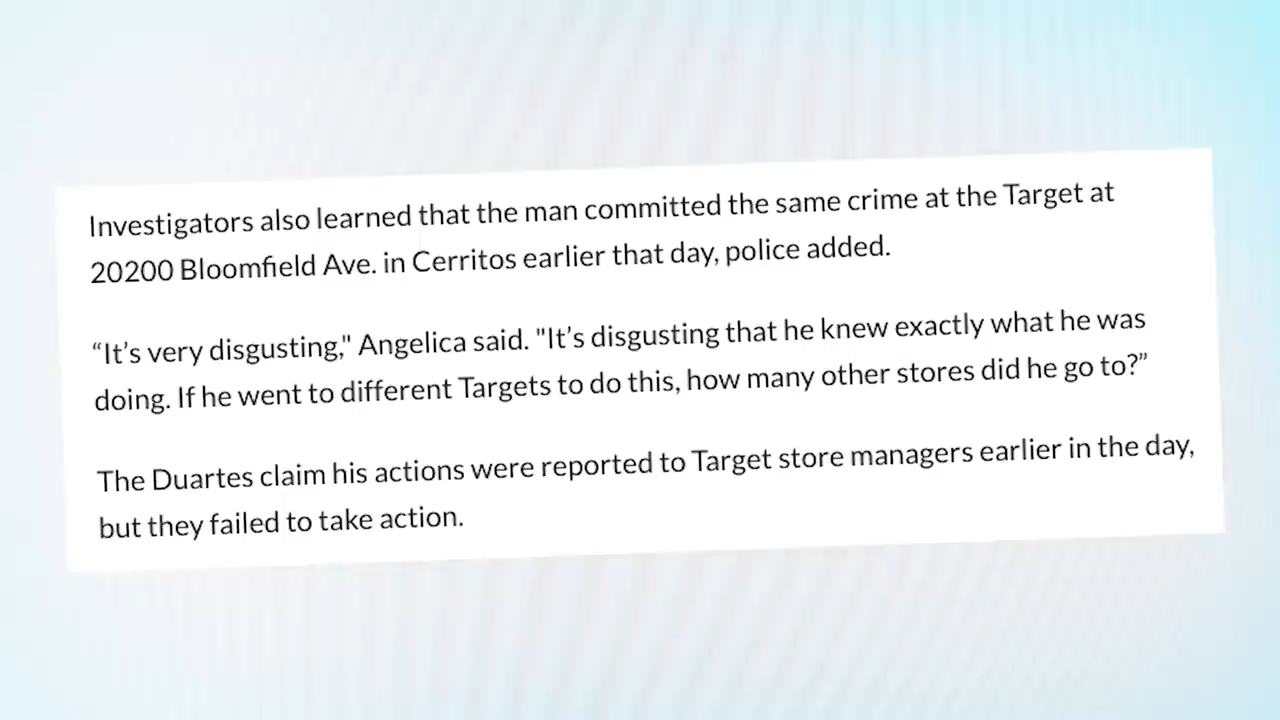 Investigators also learned that the man committed the same crime at the Target at
20200 Bloomfield Ave. in Cerritos earlier that day, police added.
“It’s very disgusting," Angelica said. "It’s disgusting that he knew exactly what he was
doing. If he went to different Targets to do this, how many other stores did he go to?”
The Duartes claim his actions were reported to Target store managers earlier in the day,
but they failed to take action.